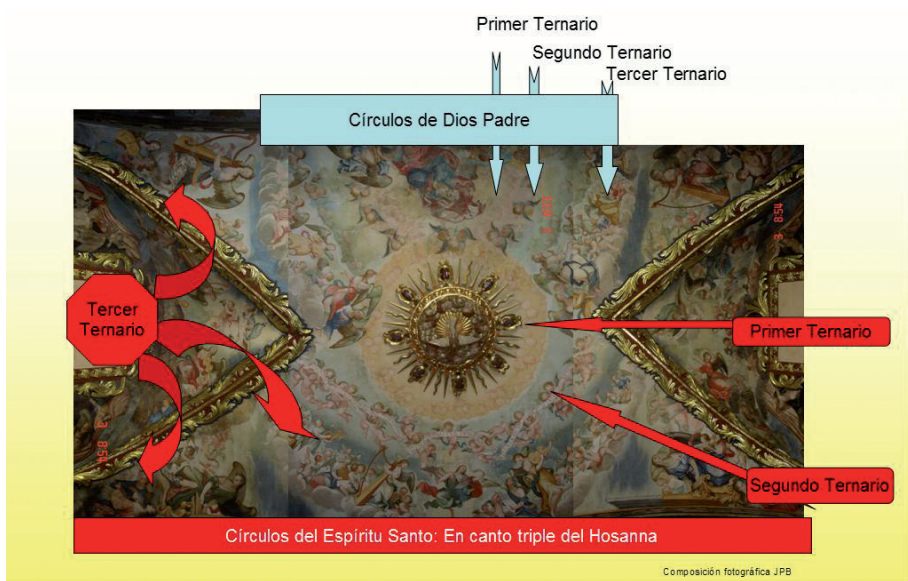 Primer Ternario
Segundo Ternario
Tercer Ternario
Círculos de Dios Padre
Tercer
Ternario
Primer Ternario
Segundo Ternario
Círculos del Espíritu Santo: En canto triple del Hosanna
Composición fotográfica JPB